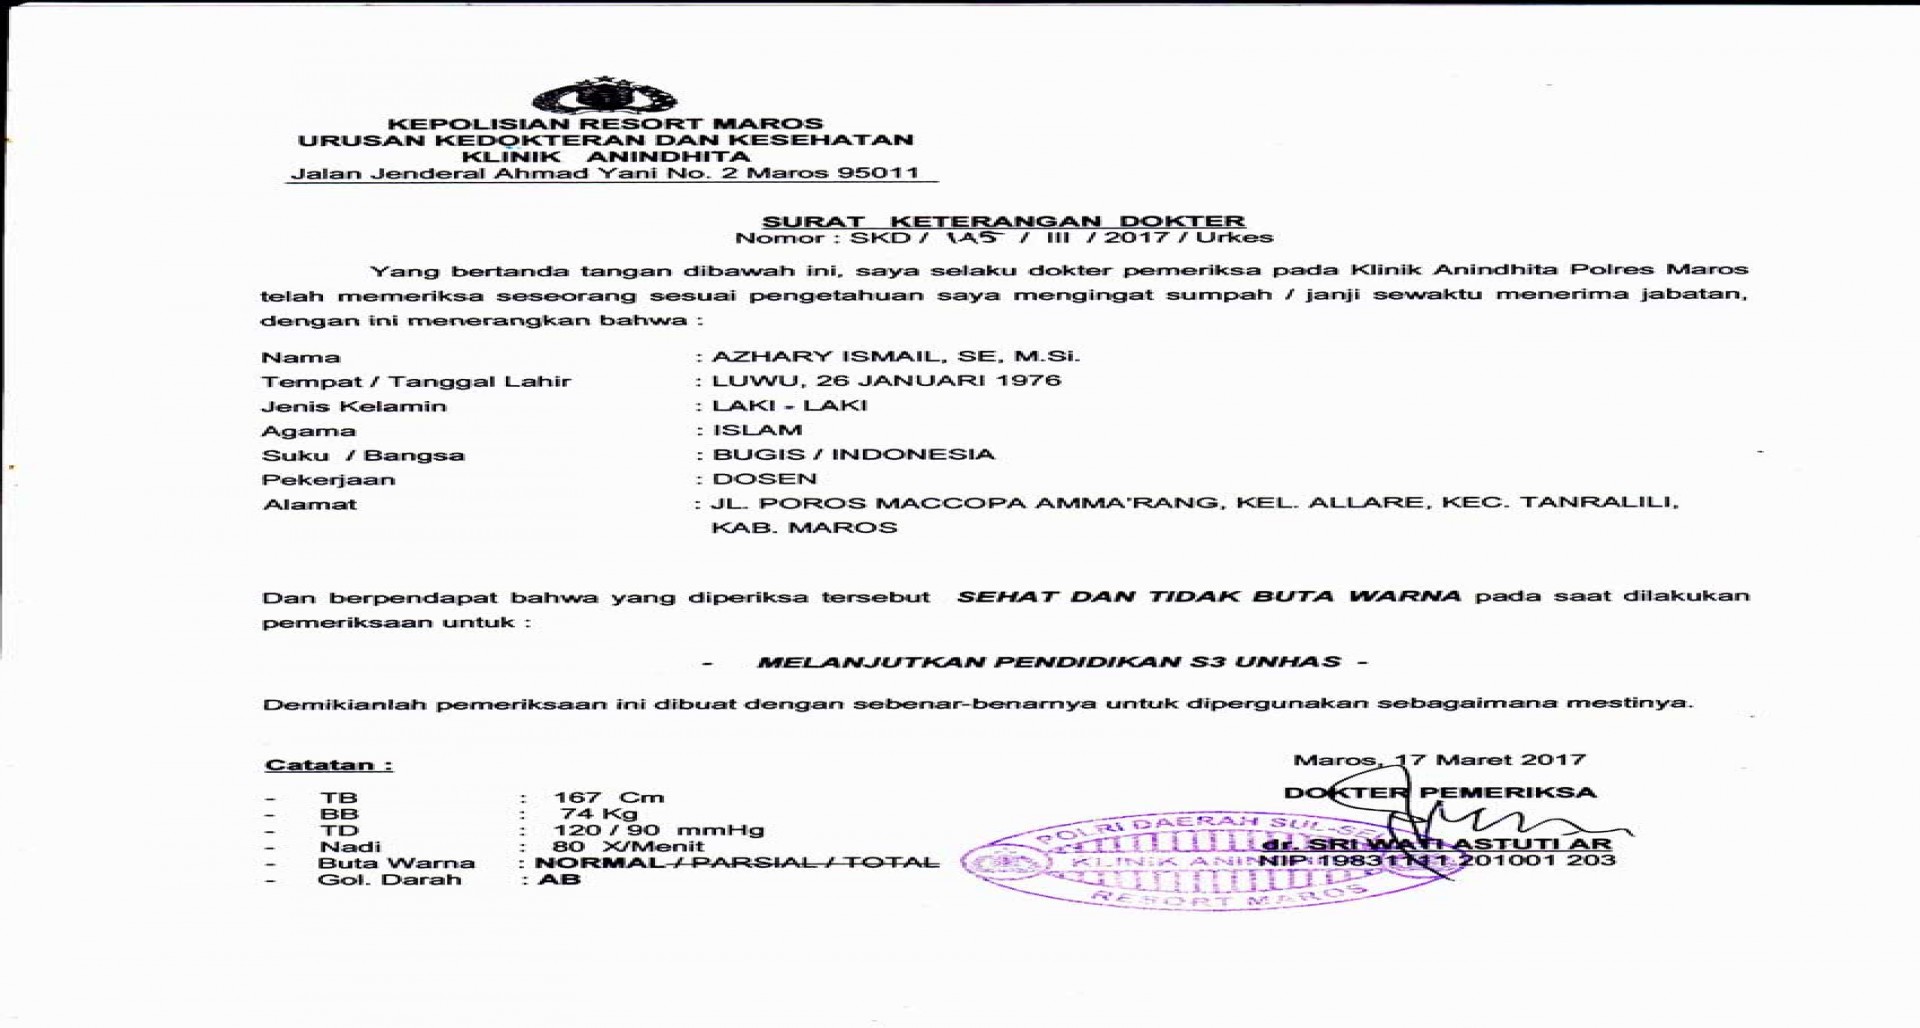 KEPOLISIAN RESORT MAROS
URUSAN KEDOKTERAN DAN KESEHATAN
KLINIK ANINDHITA
Jalan Jenderal Ahmad Yani No. 2 Maros 95011
SURAT KETERANGAN DOKTER
Nomor : SKD / / III / 2017 / Urkes
Yang bertanda tangan dibawah ini, saya selaku dokter pemeriksa pada Klinik Anindhita Polres Maros
telah memeriksa seseorang sesuai pengetahuan saya mengingat sumpah / janji sewaktu menerima jabatan,
dengan ini menerangkan bahwa :
Nama : AZHARY ISMAIL, SE, M.Si.
Tempat / Tanggal Lahir : LUWU, 26 JANUARI 1976
Jenis Kelamin : LAKI - LAKI
Agama : ISLAM
Suku / Bangsa : BUGIS / INDONESIA
Pekerjaan : DOSEN
Alamat : JL. POROS MACCOPA AMMA'RANG, KEL. ALLARE, KEC. TANRALILI,
KAB. MAROS
Dan berpendapat bahwa yang diperiksa tersebut SEHAT DAN TIDAK BUTA WARNA pada saat dilakukan
pemeriksaan untuk :
- MELANJUTKAN PENDIDIKAN S3 UNHAS -
Demikianlah pemeriksaan ini dibuat dengan sebenar-benarnya untuk dipergunakan sebagaimana mestinya.
Catatan :
- TB : 167 Cm
- BB : 74 Kg
- TD : 120 / 90 mmHg
- Nadi : 80 X/Menit
- Buta Warna : NORMAL / PARSIAL / TOTAL
- Gol. Darah : AB
Maros, 17 Maret 2017
DOKTER PEMERIKSA
dr. SRI WATI ASTUTI AR
NIP 19831111 201001 203
POLRI DAERAH SUL-SEL
KLINIK
RESORT MAROS